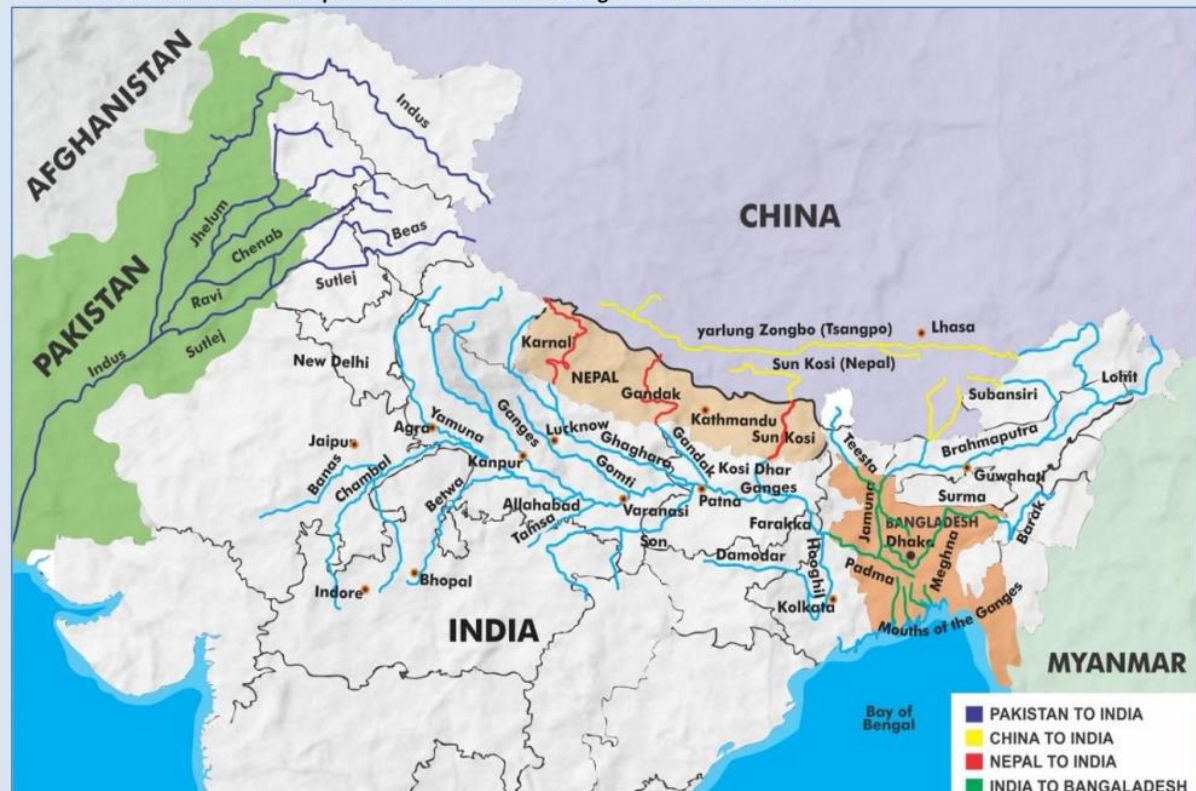 AFGHANISTAN
PAKISTAN
CHINA
INDIA
NEPAL
BANGLADESH
MYANMAR
Indus
Jhelum
Chenab
Beas
Ravi
Sutlej
Sutlej
Indus
yarlung Zongbo (Tsangpo)
Lhasa
Sun Kosi (Nepal)
New Delhi
Karnal
Gandak
Kathmandu
Sun Kosi
Subansiri
Lohit
Brahmaputra
Teesta
Guwahati
Surma
Barak
Jaipur
Agra
Yamuna
Ganges
Lucknow
Ghaghara
Gandak
Kosi Dhar
Ganges
Banas
Chambal
Kanpur
Gomti
Patna
Betwa
Allahabad
Varanasi
Tamsa
Son
Farakka
Damodar
Hooghil
Jamuna
Dhaka
Padma
Meghna
Indore
Bhopal
Kolkata
Mouths of the Ganges
Bay of
Bengal
PAKISTAN TO INDIA
CHINA TO INDIA
NEPAL TO INDIA
INDIA TO BANGALADESH